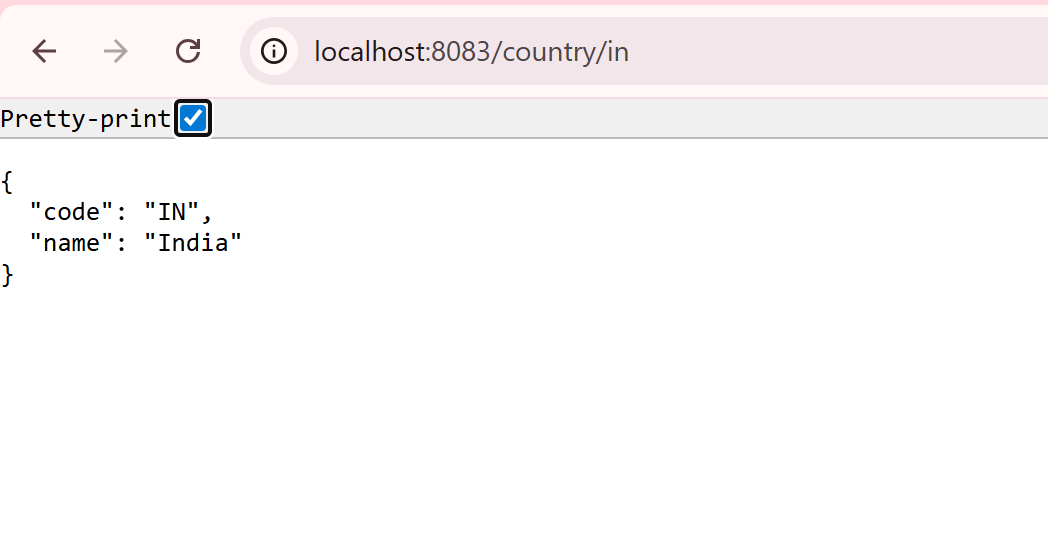 localhost:8083/country/in
Pretty-print
{
  "code": "IN",
  "name": "India"
}